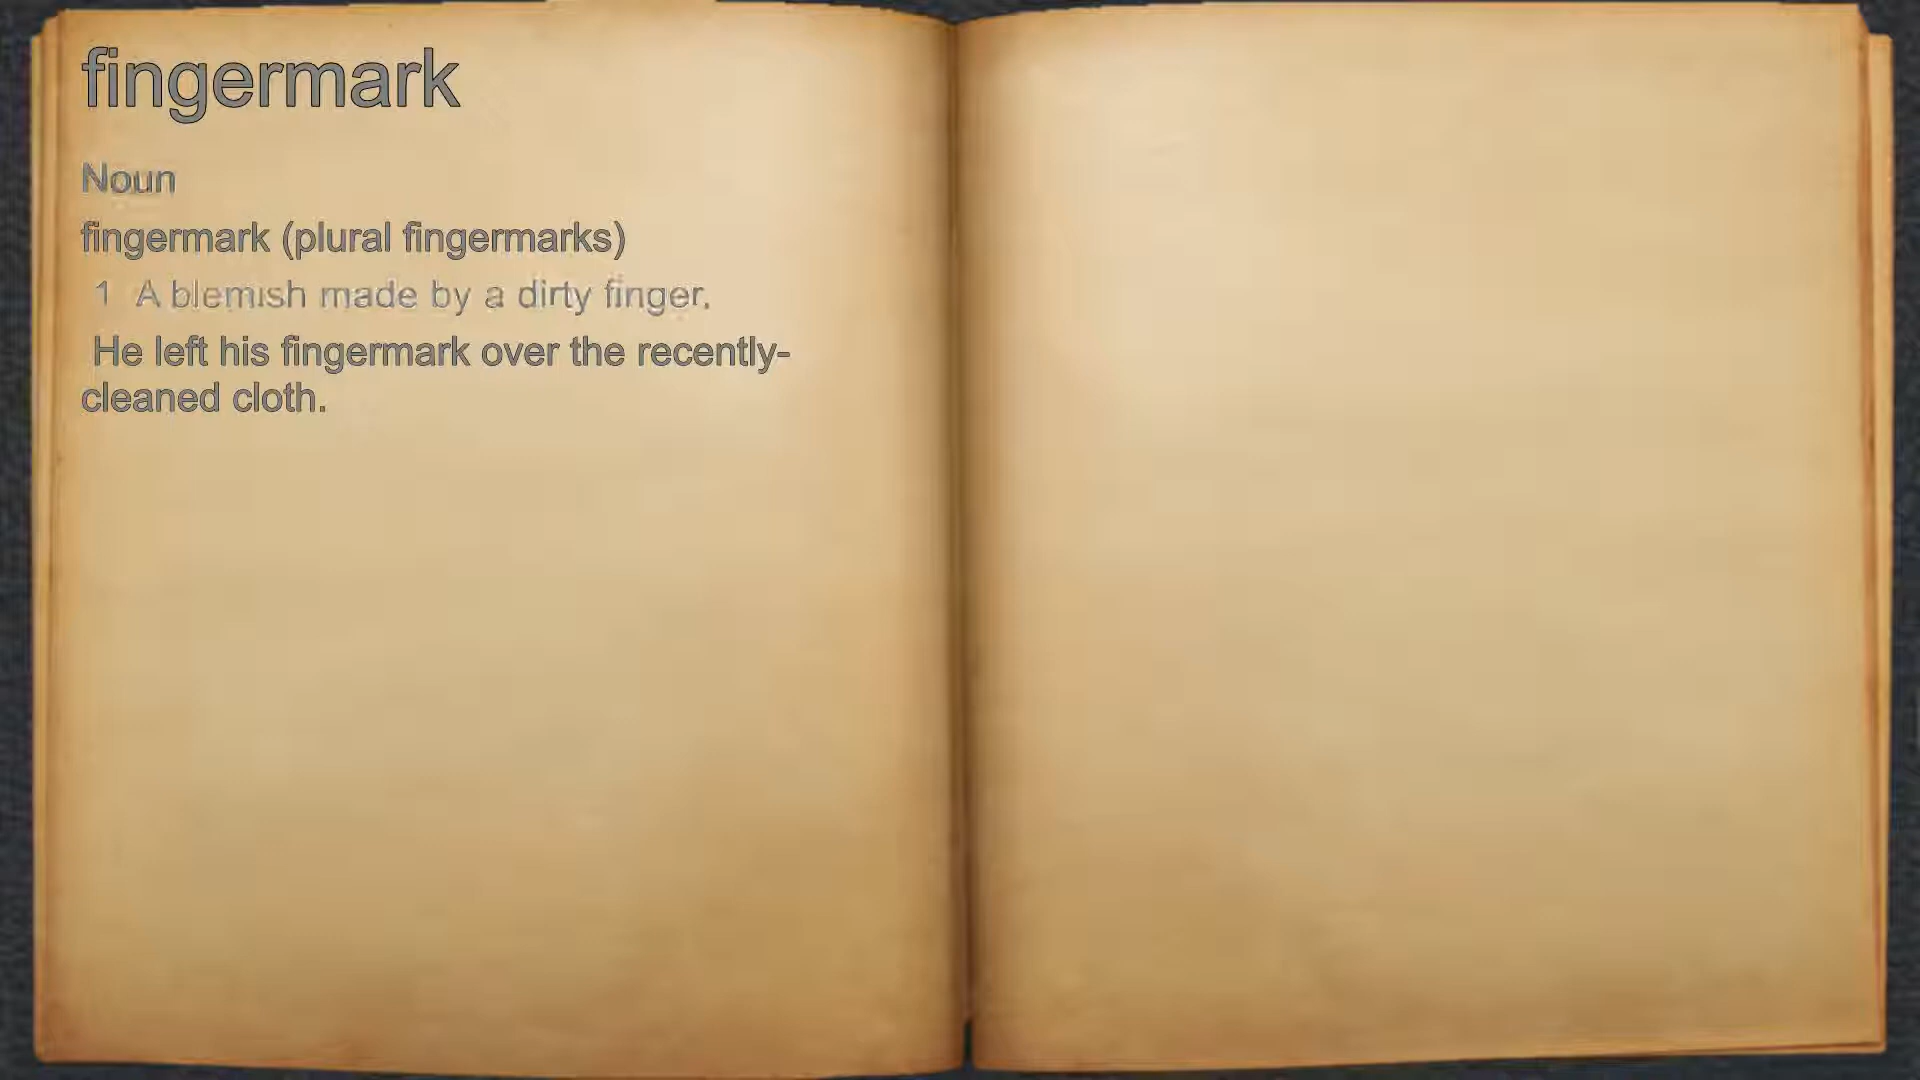 fingermark
Noun
fingermark (plural fingermarks)
1 A blemish made by a dirty finger.
He left his fingermark over the recently-
cleaned cloth.